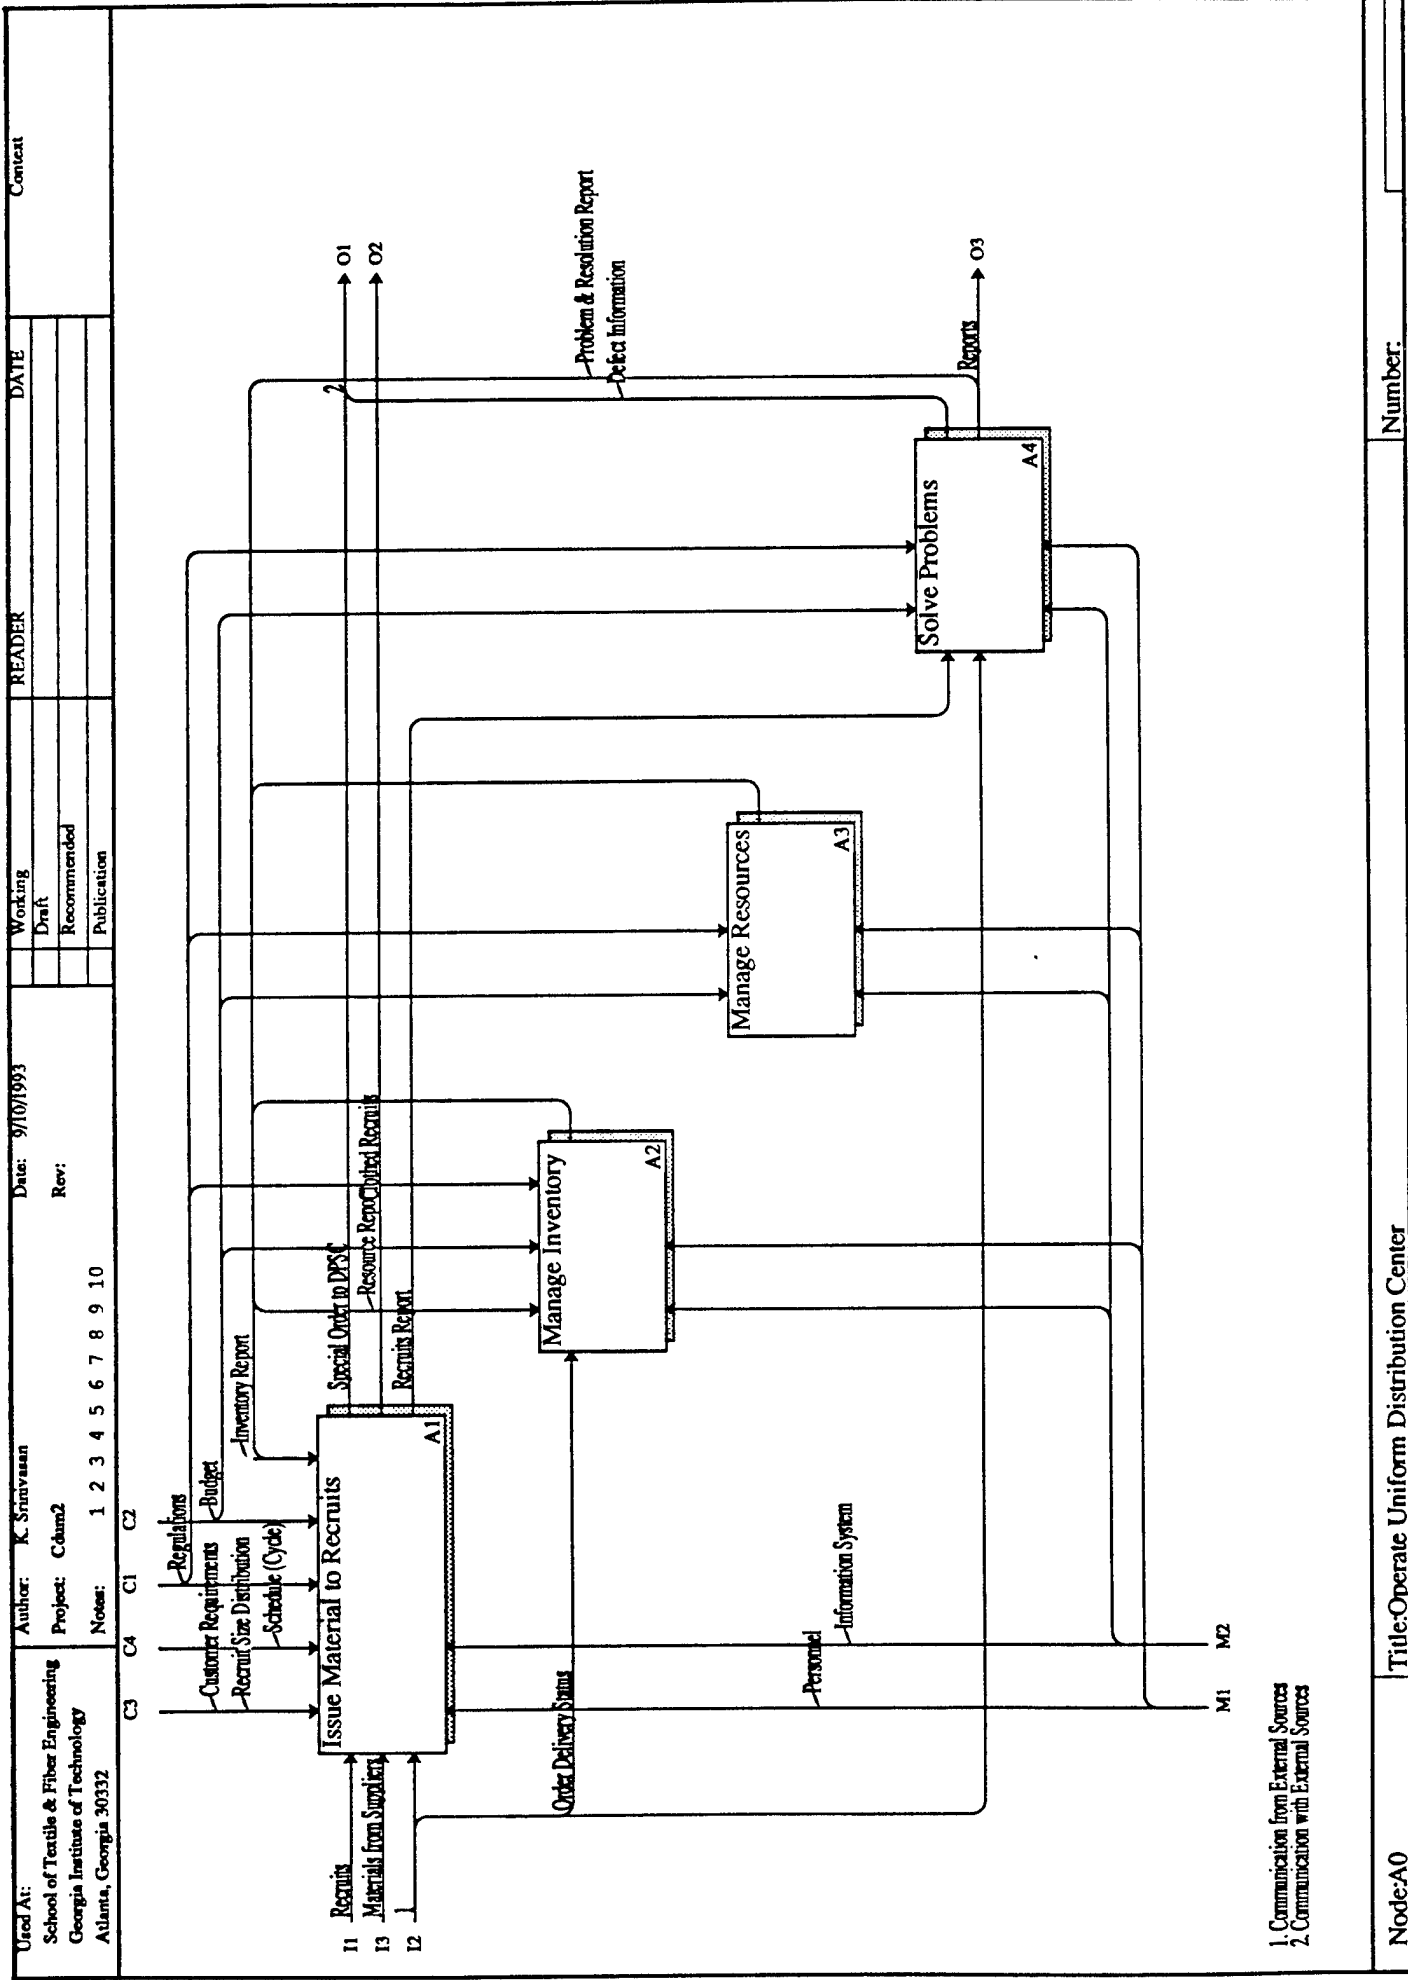 Used At:
School of Textile & Fiber Engineering
Georgia Institute of Technology
Atlanta, Georgia 30332
Author: K. Srinivasan
Project: Cdum2
Notes: 1 2 3 4 5 6 7 8 9 10
Date: 9/10/1993
Rev:
Working
Draft
Recommended
Publication
READER DATE
Context
C3 C4 C1 C2
Regulations
Budget
Customer Requirements
Recruit Size Distribution
Schedule (Cycle)
Inventory Report
I1 Recruits
I3 Materials from Suppliers
I2 1
Issue Material to Recruits
A1
Special Order to DPSC
Resource Repo
Clothed Recruits
Recruits Report
2
O1
O2
Order Delivery Status
Manage Inventory
A2
Manage Resources
A3
Solve Problems
A4
Problem & Resolution Report
Defect Information
Reports
O3
Personnel
Information System
M1 M2
1. Communication from External Sources
2. Communication with External Sources
Node:A0
Title:Operate Uniform Distribution Center
Number: